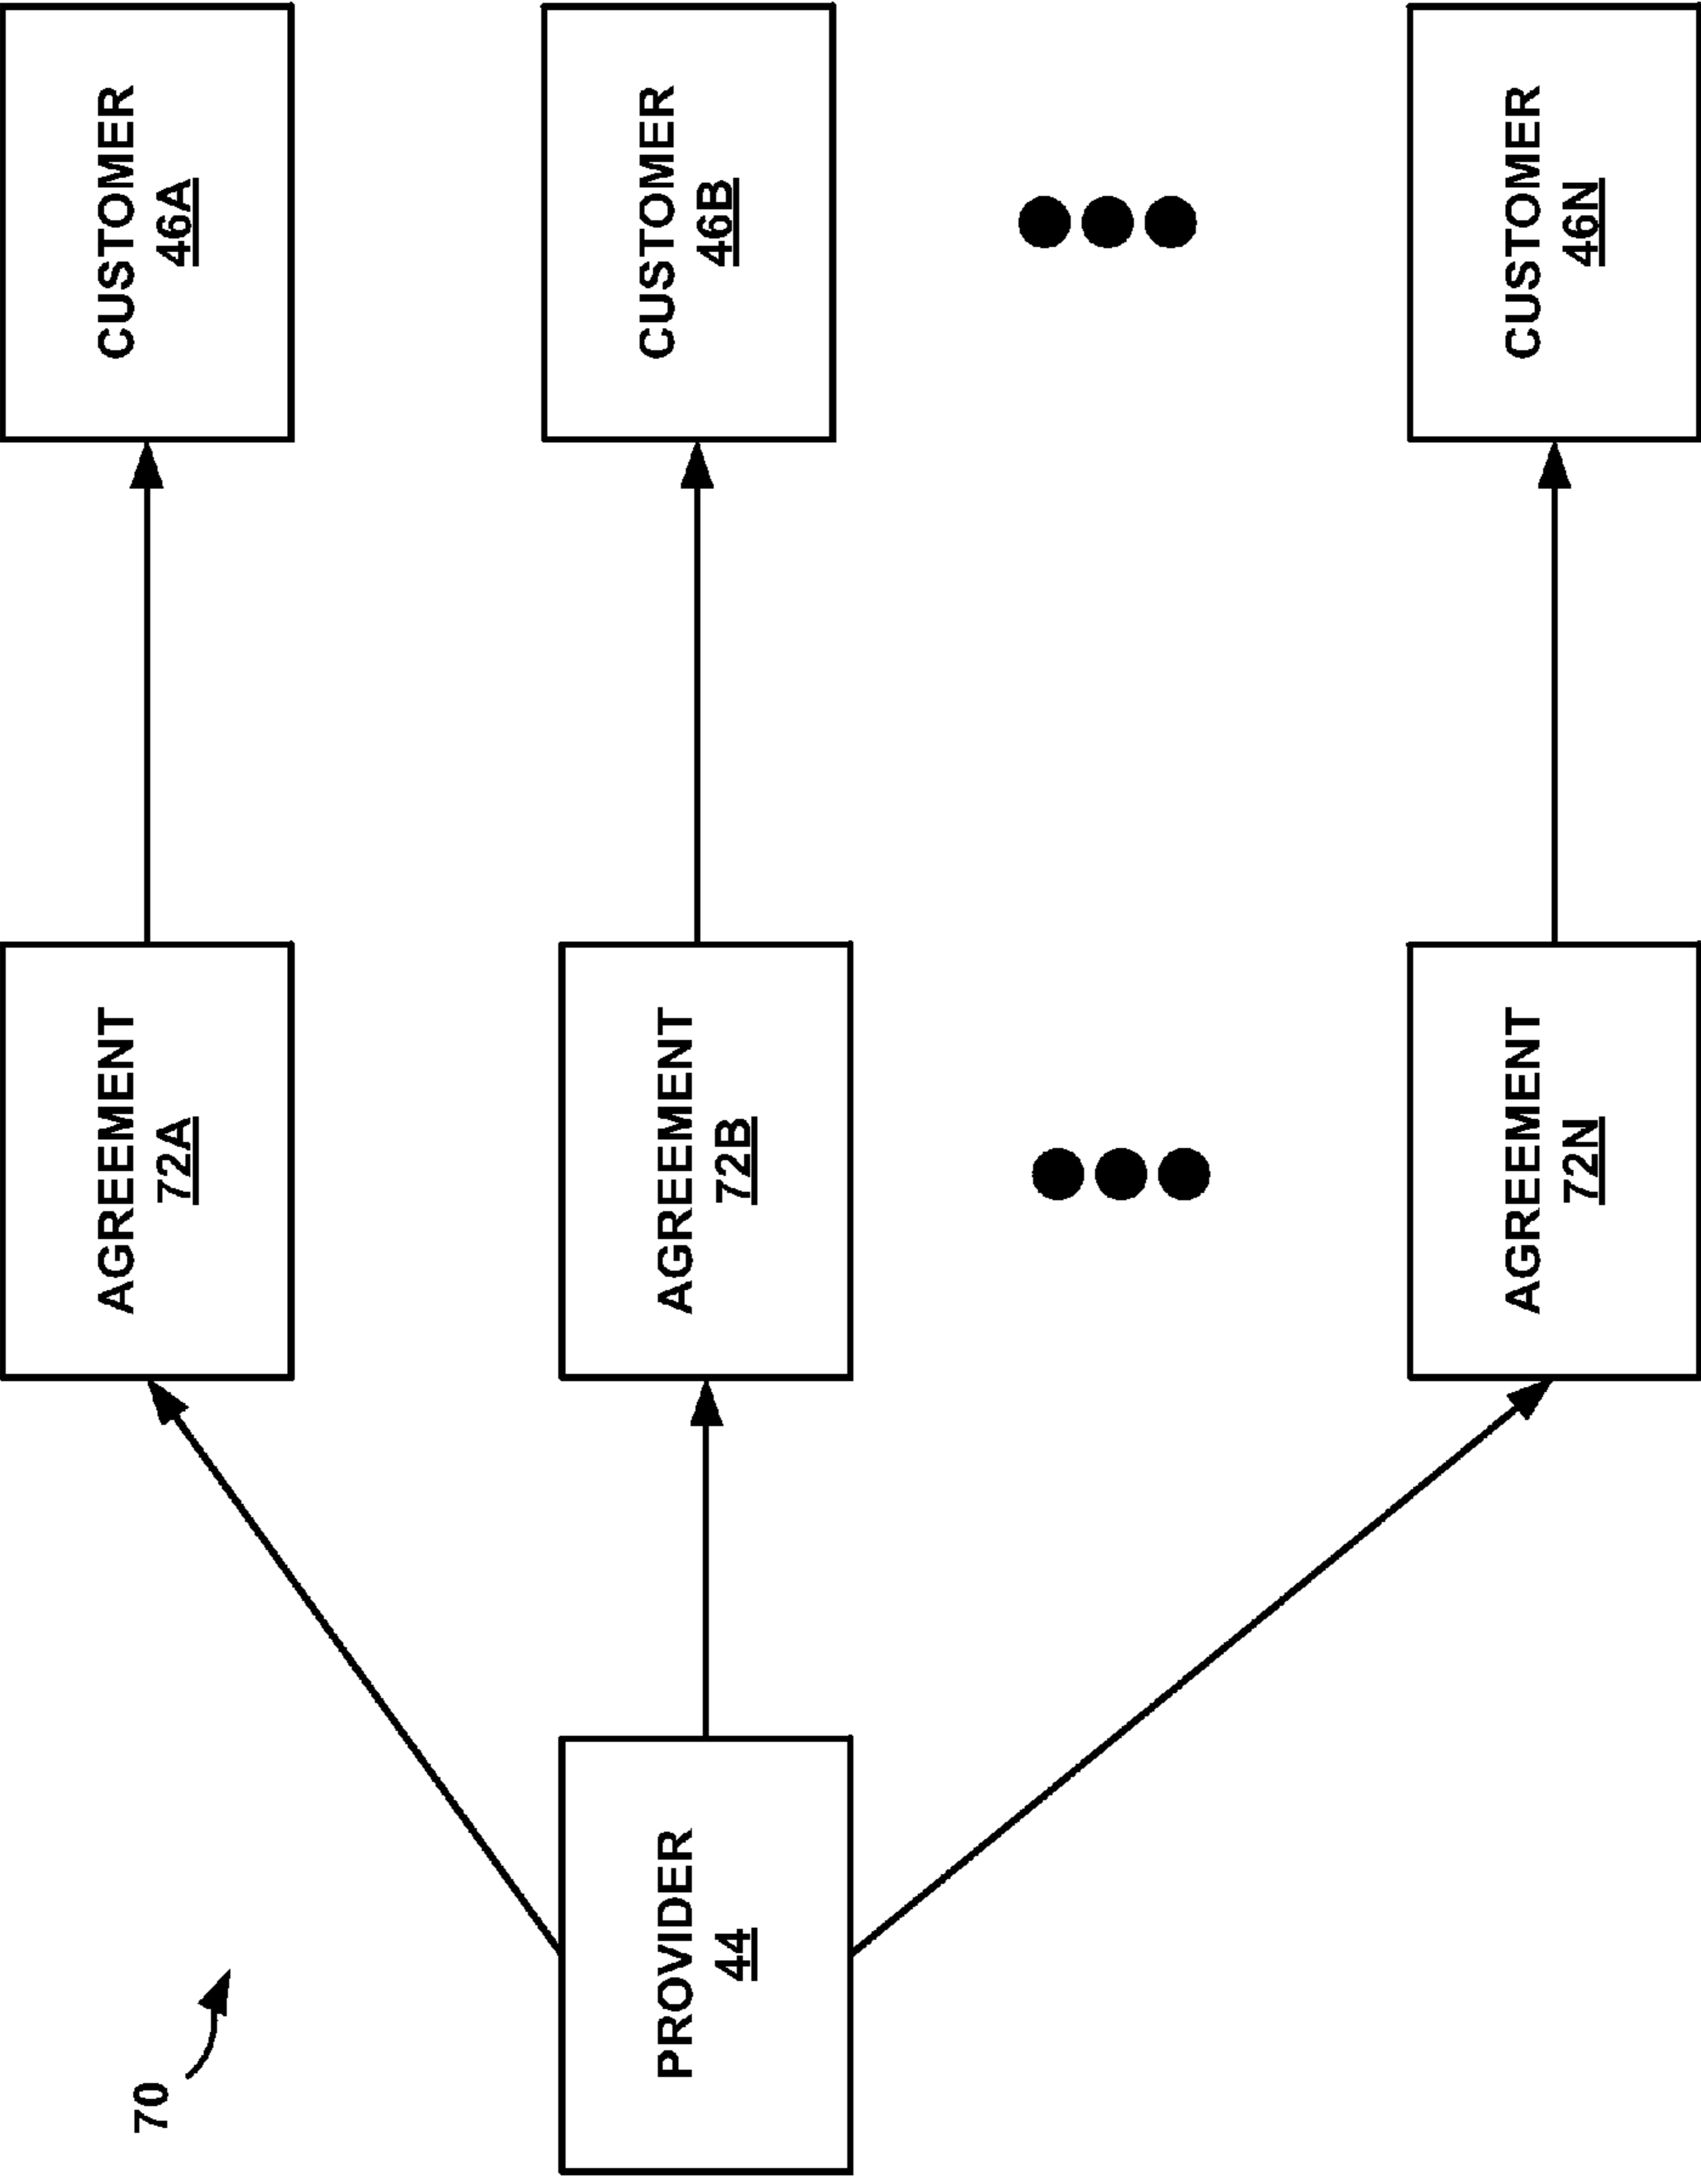 70
PROVIDER
44
AGREEMENT
72A
CUSTOMER
46A
AGREEMENT
72B
CUSTOMER
46B
AGREEMENT
72N
CUSTOMER
46N